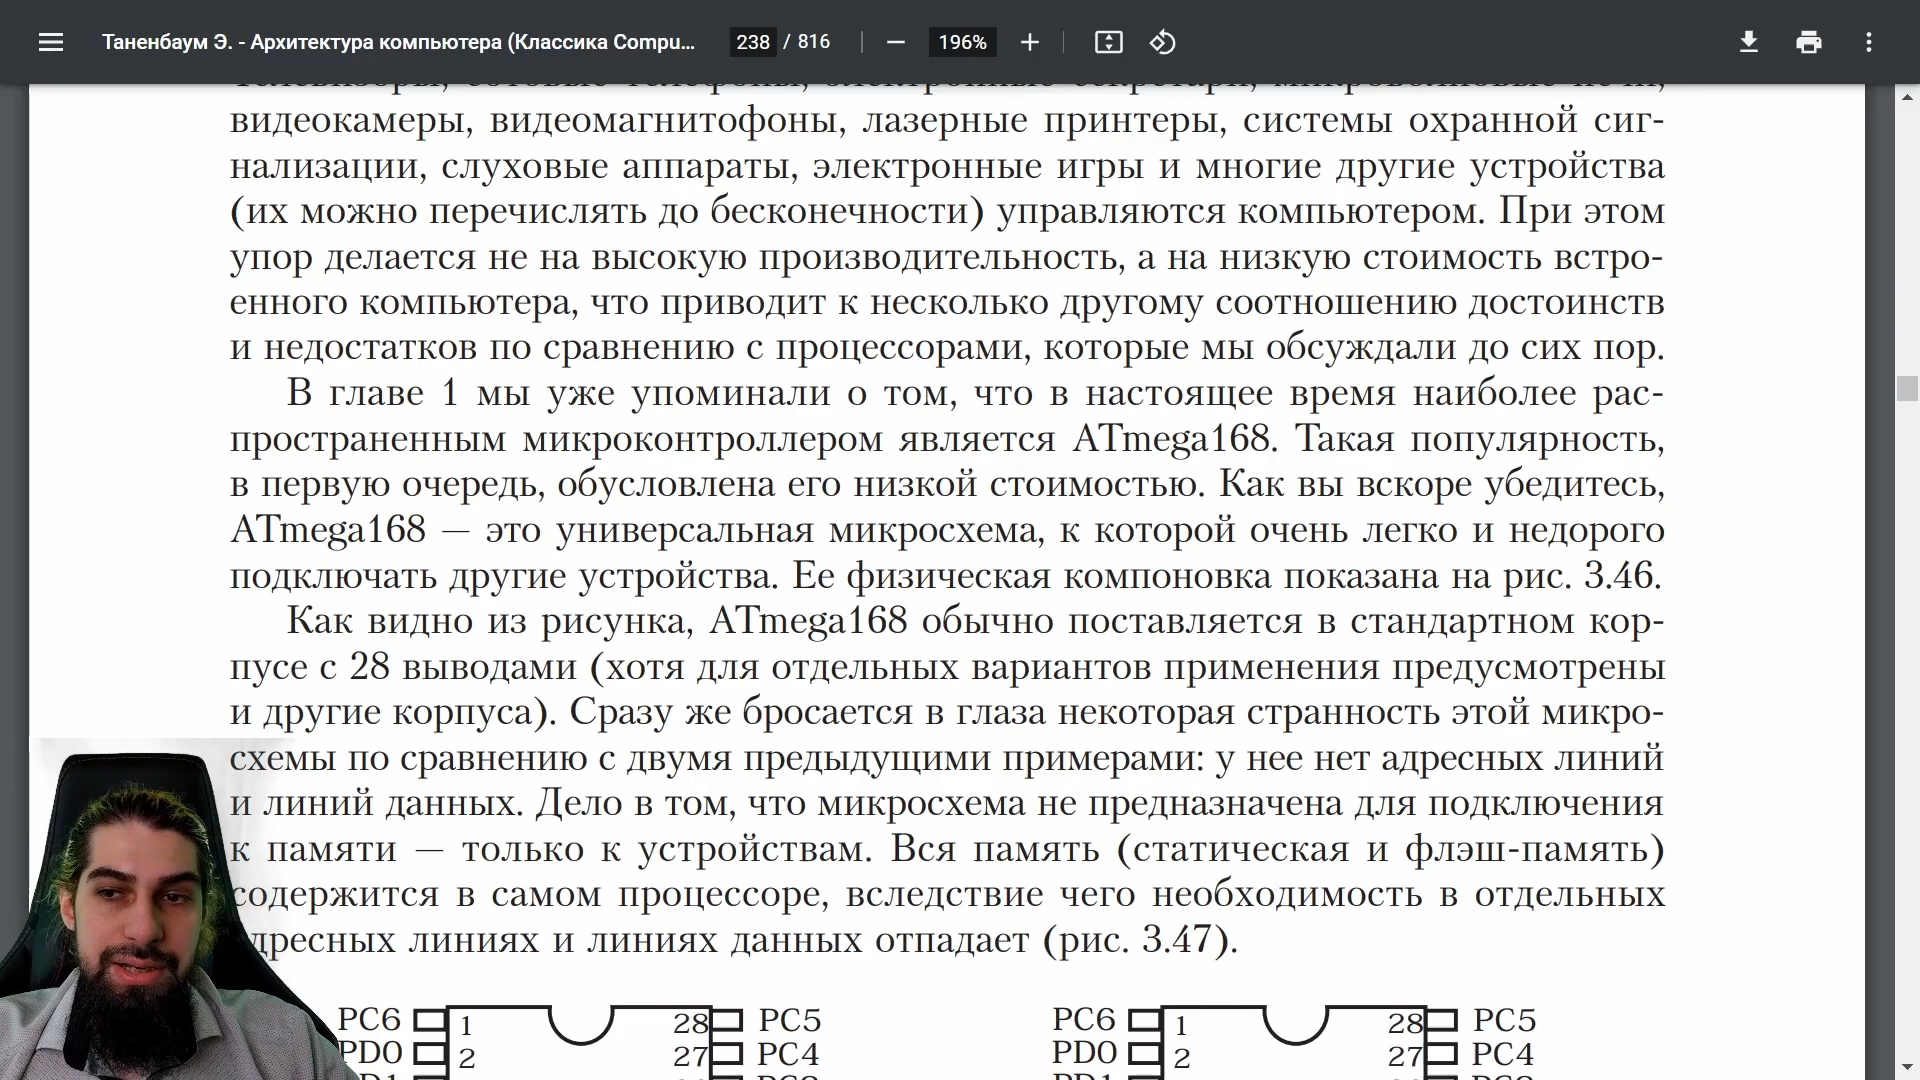 Таненбаум Э. - Архитектура компьютера (Классика Compu...
238 / 816
196%
телевизоры, сотовые телефоны, электронные секретари, микроволновые печи,
видеокамеры, видеомагнитофоны, лазерные принтеры, системы охранной сиг-
нализации, слуховые аппараты, электронные игры и многие другие устройства
(их можно перечислять до бесконечности) управляются компьютером. При этом
упор делается не на высокую производительность, а на низкую стоимость встро-
енного компьютера, что приводит к несколько другому соотношению достоинств
и недостатков по сравнению с процессорами, которые мы обсуждали до сих пор.
В главе 1 мы уже упоминали о том, что в настоящее время наиболее рас-
пространенным микроконтроллером является ATmega168. Такая популярность,
в первую очередь, обусловлена его низкой стоимостью. Как вы вскоре убедитесь,
ATmega168 — это универсальная микросхема, к которой очень легко и недорого
подключать другие устройства. Ее физическая компоновка показана на рис. 3.46.
Как видно из рисунка, ATmega168 обычно поставляется в стандартном кор-
пусе с 28 выводами (хотя для отдельных вариантов применения предусмотрены
и другие корпуса). Сразу же бросается в глаза некоторая странность этой микро-
схемы по сравнению с двумя предыдущими примерами: у нее нет адресных линий
и линий данных. Дело в том, что микросхема не предназначена для подключения
к памяти — только к устройствам. Вся память (статическая и флэш-память)
содержится в самом процессоре, вследствие чего необходимость в отдельных
адресных линиях и линиях данных отпадает (рис. 3.47).
PC6 1 28 PC5 PC6 1 28 PC5
PD0 2 27 PC4 PD0 2 27 PC4